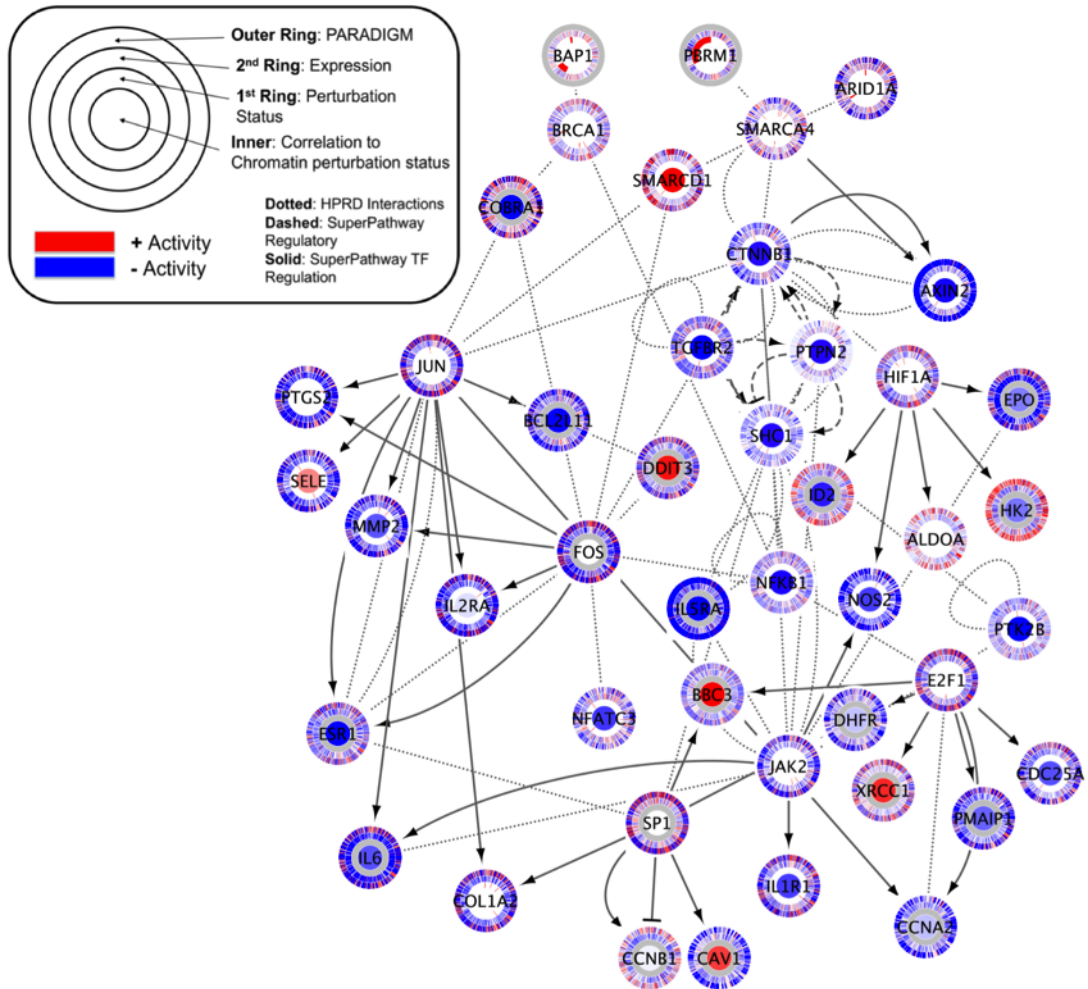 Outer Ring: PARADIGM
2nd Ring: Expression
1st Ring: Perturbation
Status
Inner: Correlation to
Chromatin perturbation status
Dotted: HPRD Interactions
Dashed: SuperPathway
Regulatory
Solid: SuperPathway TF
Regulation
+ Activity
- Activity
BAP1
PBRM1
ARID1A
BRCA1
SMARCA4
SMARCD1
COBRA1
CTNNB1
AXIN2
TGFBR2
PTPN2
JUN
HIF1A
PTGS2
EPO
BCL2L11
SHC1
DDIT3
SELE
ID2
HK2
MMP2
ALDOA
FOS
NFKB1
NOS2
IL2RA
IL5RA
PTK2B
E2F1
BBC3
NFATC3
DHFR
ESR1
JAK2
CDC25A
XRCC1
PMAIP1
SP1
IL6
IL1R1
COL1A2
CCNA2
CCNB1
CAV1